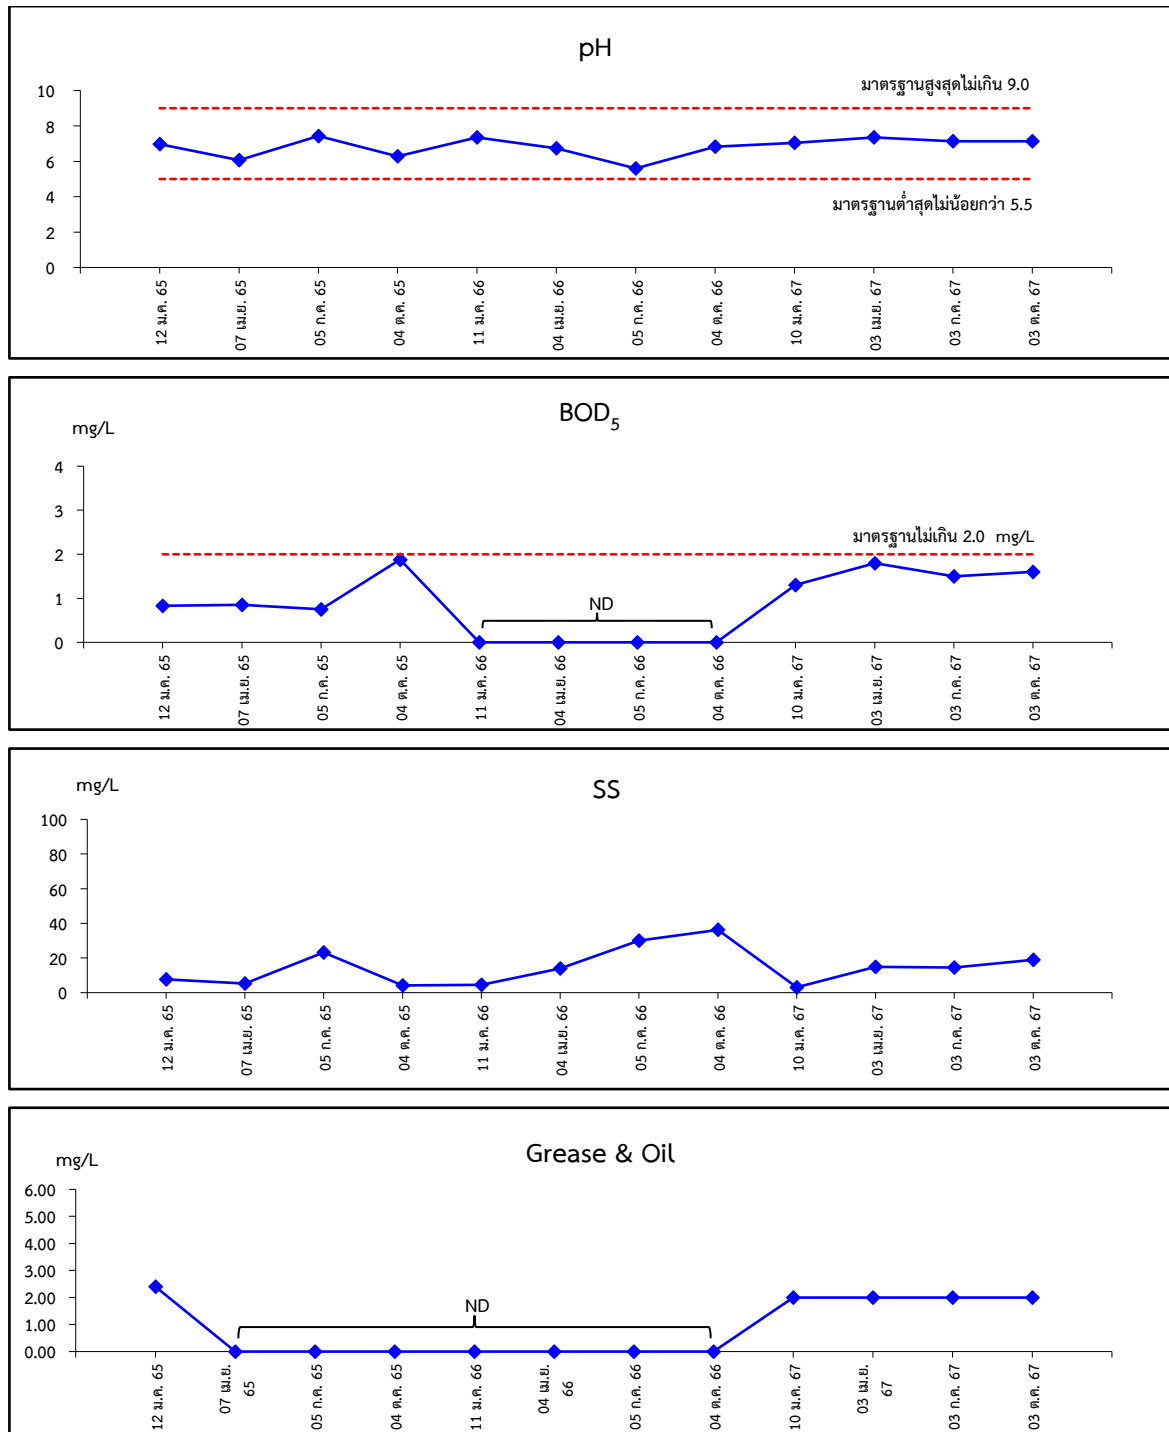 pH
มาตรฐานสูงสุดไม่เกิน 9.0
10
8
6
4
2
0
มาตรฐานต่ำสุดไม่น้อยกว่า 5.5
12 ม.ค. 65
07 เม.ย. 65
05 ก.ค. 65
04 ต.ค. 65
11 ม.ค. 66
04 เม.ย. 66
05 ก.ค. 66
04 ต.ค. 66
10 ม.ค. 67
03 เม.ย. 67
03 ก.ค. 67
03 ต.ค. 67
BOD5
mg/L
4
3
2
1
0
มาตรฐานไม่เกิน 2.0 mg/L
ND
12 ม.ค. 65
07 เม.ย. 65
05 ก.ค. 65
04 ต.ค. 65
11 ม.ค. 66
04 เม.ย. 66
05 ก.ค. 66
04 ต.ค. 66
10 ม.ค. 67
03 เม.ย. 67
03 ก.ค. 67
03 ต.ค. 67
SS
mg/L
100
80
60
40
20
0
12 ม.ค. 65
07 เม.ย. 65
05 ก.ค. 65
04 ต.ค. 65
11 ม.ค. 66
04 เม.ย. 66
05 ก.ค. 66
04 ต.ค. 66
10 ม.ค. 67
03 เม.ย. 67
03 ก.ค. 67
03 ต.ค. 67
Grease & Oil
mg/L
6.00
5.00
4.00
3.00
2.00
1.00
0.00
ND
12 ม.ค. 65
07 เม.ย.
65
05 ก.ค. 65
04 ต.ค. 65
11 ม.ค. 66
04 เม.ย.
66
05 ก.ค. 66
04 ต.ค. 66
10 ม.ค. 67
03 เม.ย.
67
03 ก.ค. 67
03 ต.ค. 67